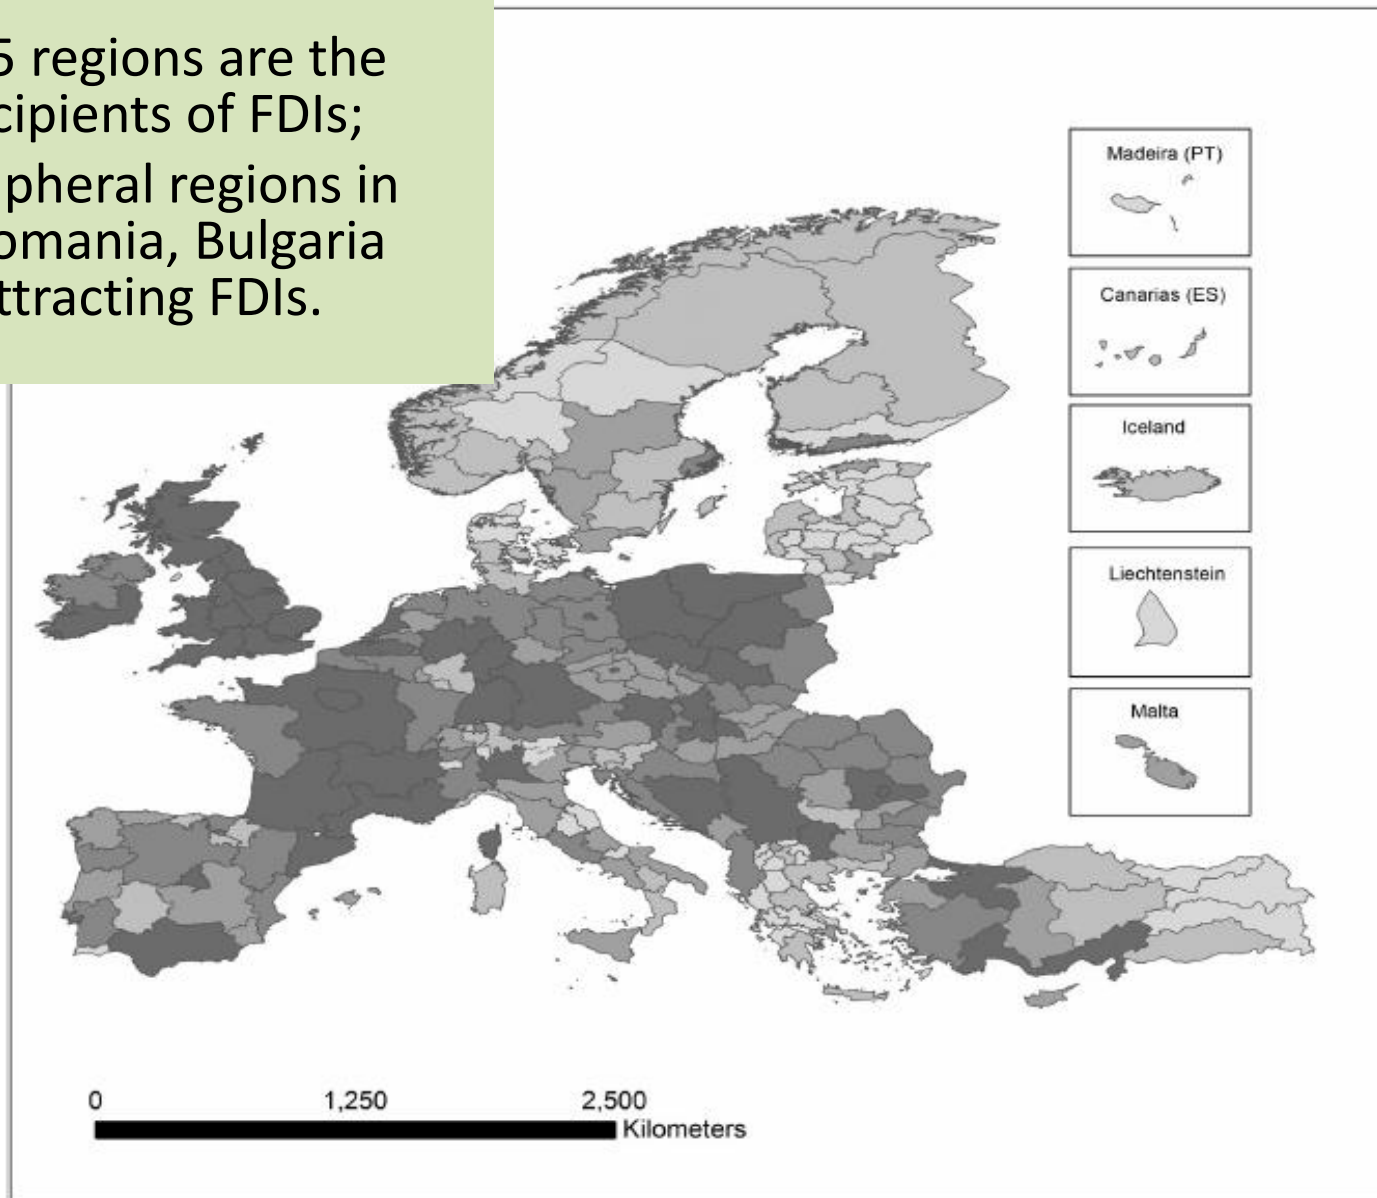 5 regions are the
cipients of FDIs;
pheral regions in
omania, Bulgaria
ttracting FDIs.
Madeira (PT)
Canarias (ES)
Iceland
Liechtenstein
Malta
0 1,250 2,500
Kilometers